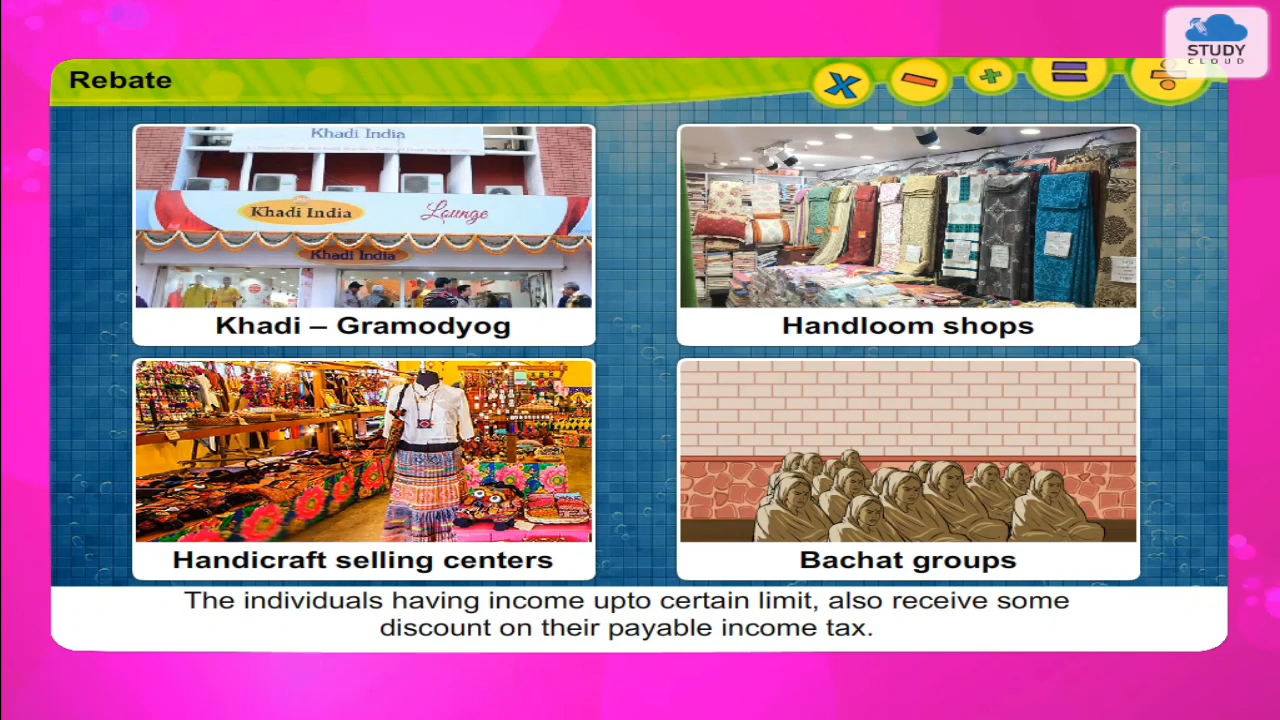 STUDY
CLOUD
Rebate
Khadi India
Khadi India Lounge
Khadi India
Khadi – Gramodyog
Handloom shops
Handicraft selling centers
Bachat groups
The individuals having income upto certain limit, also receive some
discount on their payable income tax.